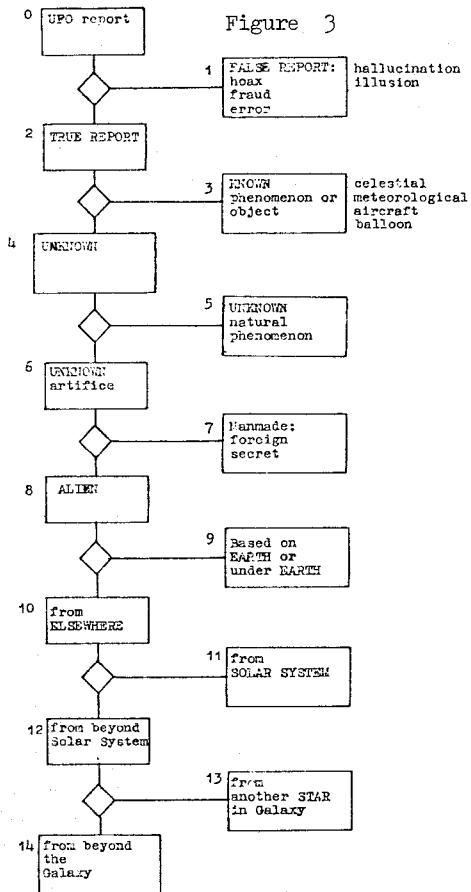 Figure 3
0
UFO report
1
FALSE REPORT: hallucination
hoax illusion
fraud
error
2
TRUE REPORT
3
KNOWN celestial
phenomenon or meteorological
object aircraft
balloon
4
UNKNOWN
5
UNKNOWN
natural
phenomenon
6
UNKNOWN
artifice
7
Manmade:
foreign
secret
8
ALIEN
9
Based on
EARTH or
under EARTH
10
from
ELSEWHERE
11
from
SOLAR SYSTEM
12
from beyond
Solar System
13
from
another STAR
in Galaxy
14
from beyond
the
Galaxy